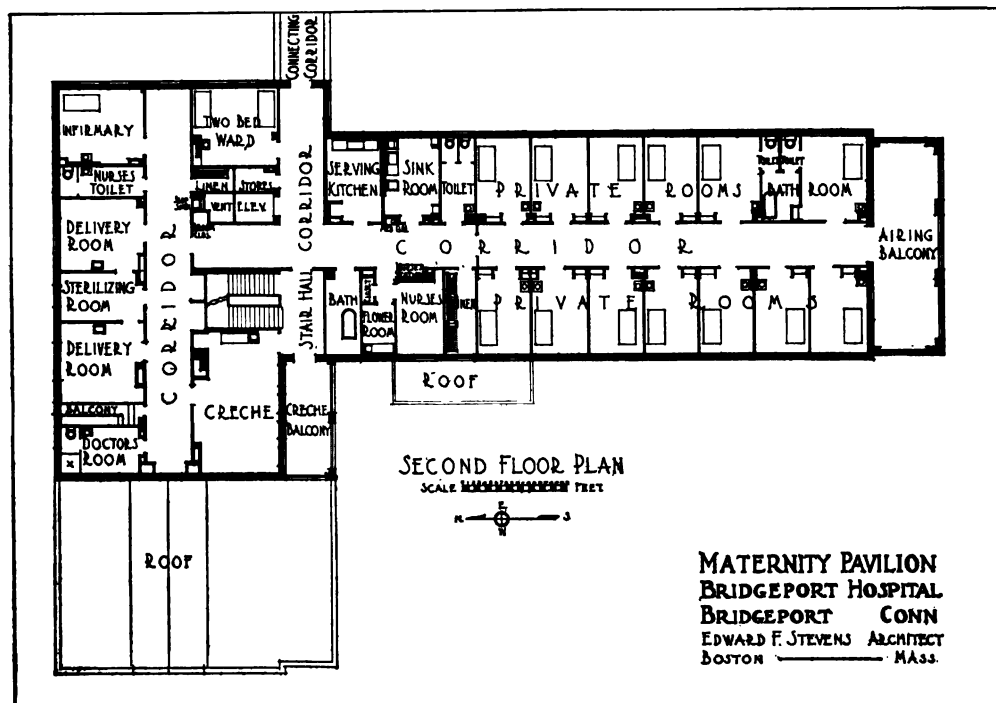 CONNECTING
CORRIDOR
INFIRMARY
TWO BED
WARD
NURSES
TOILET
LINEN
STORES
VENT
ELEV.
SERVING
KITCHEN
SINK
ROOM
TOILET
PRIVATE ROOMS
TOILET
TOILET
BATH ROOM
DELIVERY
ROOM
CORRIDOR
CORRIDOR
CORRIDOR
AIRING
BALCONY
STERILIZING
ROOM
STAIR HALL
BATH
FLOWER
ROOM
NURSES
ROOM
LINEN
PRIVATE ROOMS
DELIVERY
ROOM
ROOF
BALCONY
CRECHE
CRECHE
BALCONY
DOCTORS
ROOM
SECOND FLOOR PLAN
SCALE FEET
E
N S
ROOF
MATERNITY PAVILION
BRIDGEPORT HOSPITAL
BRIDGEPORT CONN
EDWARD F. STEVENS ARCHITECT
BOSTON MASS.